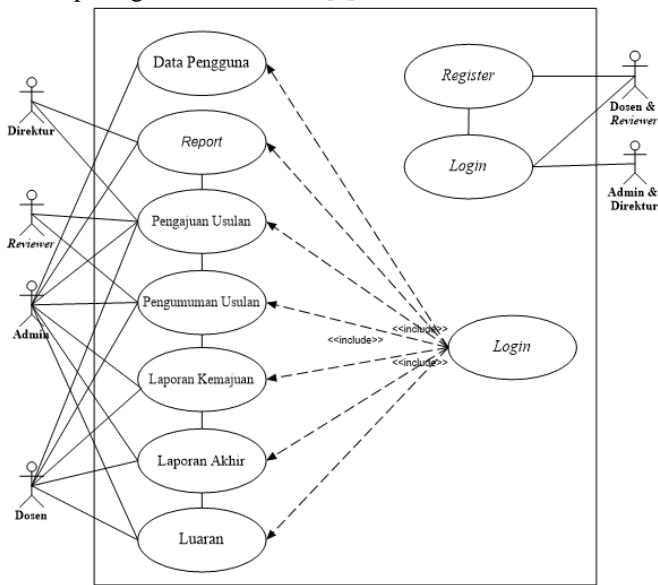 Data Pengguna
Register
Dosen &
Reviewer
Direktur
Report
Login
Admin &
Direktur
Reviewer
Pengajuan Usulan
Admin
Pengumuman Usulan
<<include>>
<<include>>
Login
<<include>>
Laporan Kemajuan
Laporan Akhir
Dosen
Luaran